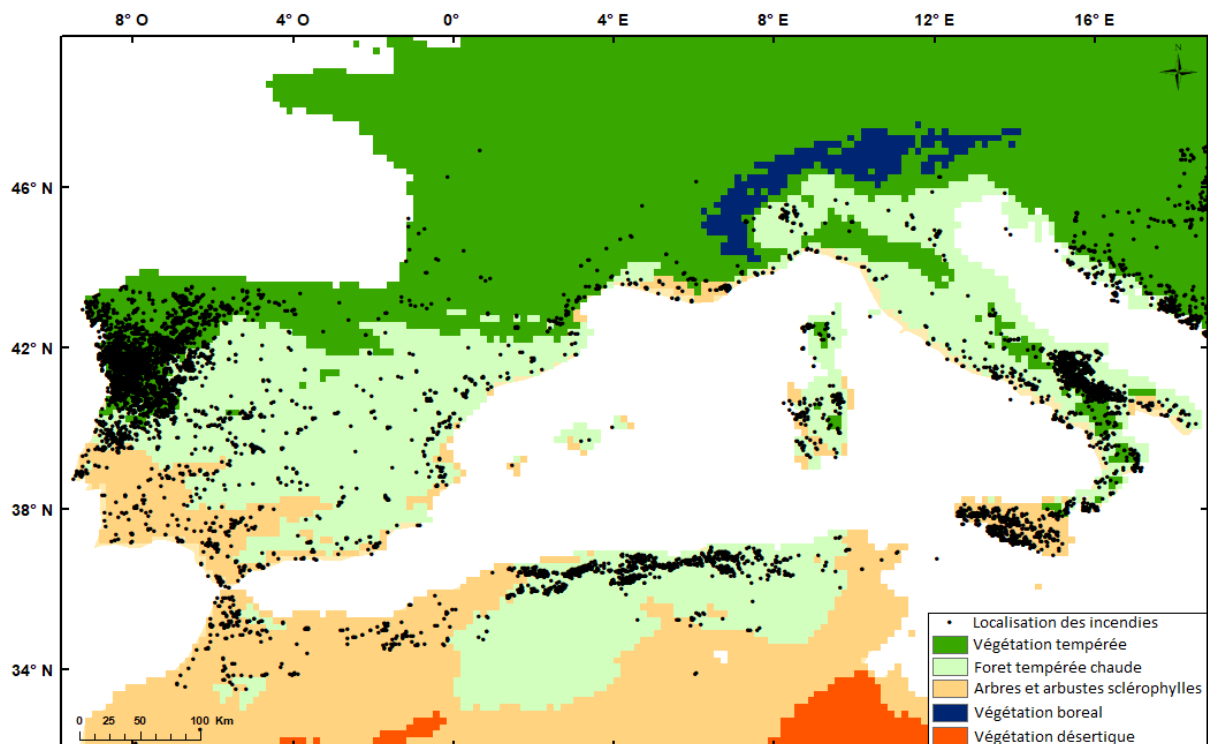 8° O 4° O 0° 4° E 8° E 12° E 16° E
N
46° N
42° N
38° N
34° N
0 25 50 100 Km
Localisation des incendies
Végétation tempérée
Foret tempérée chaude
Arbres et arbustes sclérophylles
Végétation boreal
Végétation désertique